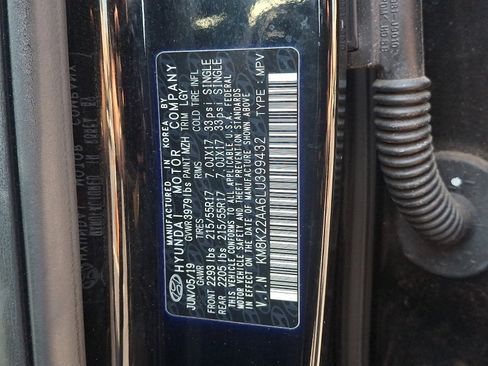 MANUFACTURED IN KOREA BY
HYUNDAI MOTOR COMPANY
JUN/05/19 GVWR 3979lbs PAINT MZH TRIM LGY
GAWR TIRES RIMS COLD TIRE INFL
FRONT 2293lbs 215/55R17 7.0JX17 33psi SINGLE
REAR 2205lbs 215/55R17 7.0JX17 33psi SINGLE
THIS VEHICLE CONFORMS TO ALL APPLICABLE U.S.A. FEDERAL
MOTOR VEHICLE SAFETY AND THEFT PREVENTION STANDARDS
IN EFFECT ON THE DATE OF MANUFACTURE SHOWN ABOVE.
V.I.N KM8K22AA6LU399432 TYPE : MPV